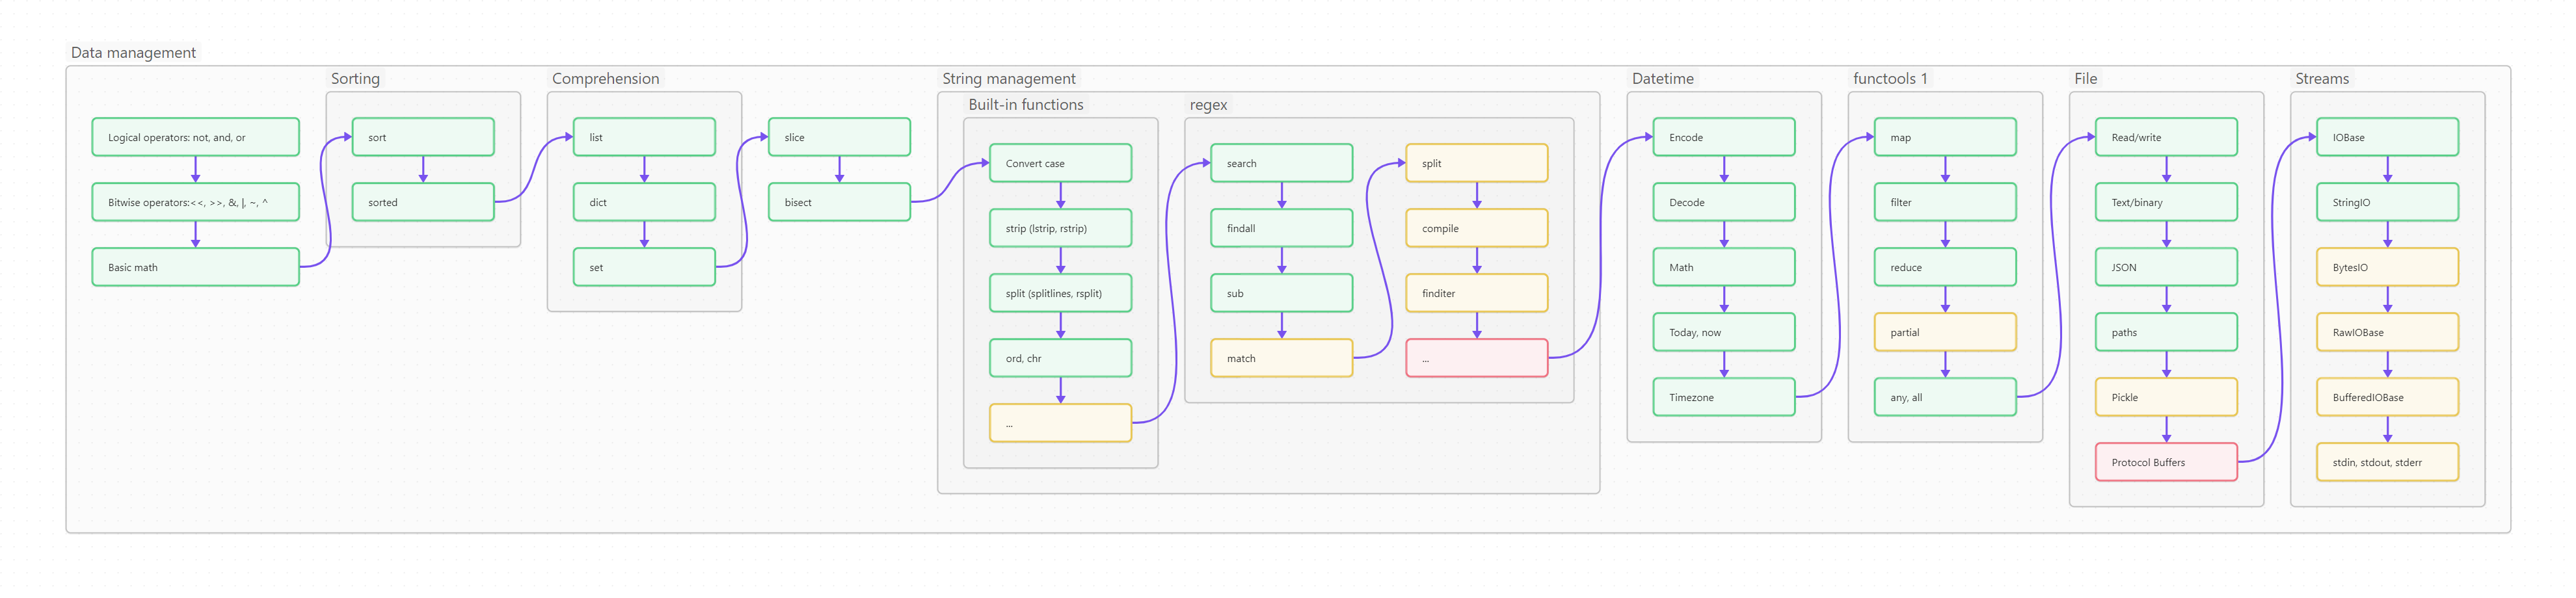 Data management
Logical operators: not, and, or
Bitwise operators:<<, >>, &, |, ~, ^
Basic math
Sorting
sort
sorted
Comprehension
list
dict
set
slice
bisect
String management
Built-in functions
Convert case
strip (lstrip, rstrip)
split (splitlines, rsplit)
ord, chr
...
regex
search
findall
sub
match
split
compile
finditer
...
Datetime
Encode
Decode
Math
Today, now
Timezone
functools 1
map
filter
reduce
partial
any, all
File
Read/write
Text/binary
JSON
paths
Pickle
Protocol Buffers
Streams
IOBase
StringIO
BytesIO
RawIOBase
BufferedIOBase
stdin, stdout, stderr